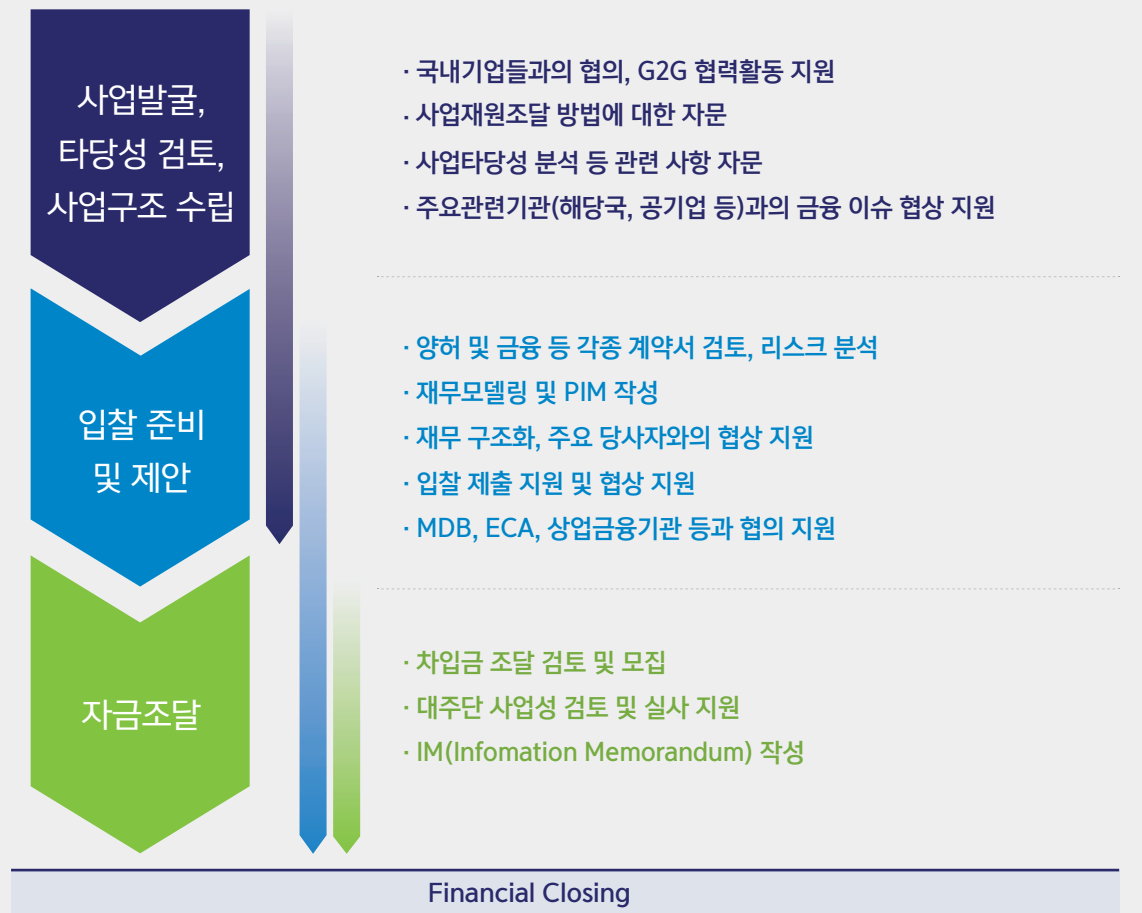 사업발굴,
타당성 검토,
사업구조 수립
· 국내기업들과의 협의, G2G 협력활동 지원
· 사업재원조달 방법에 대한 자문
· 사업타당성 분석 등 관련 사항 자문
· 주요관련기관(해당국, 공기업 등)과의 금융 이슈 협상 지원
입찰 준비
및 제안
· 양허 및 금융 등 각종 계약서 검토, 리스크 분석
· 재무모델링 및 PIM 작성
· 재무 구조화, 주요 당사자와의 협상 지원
· 입찰 제출 지원 및 협상 지원
· MDB, ECA, 상업금융기관 등과 협의 지원
자금조달
· 차입금 조달 검토 및 모집
· 대주단 사업성 검토 및 실사 지원
· IM(Infomation Memorandum) 작성
Financial Closing